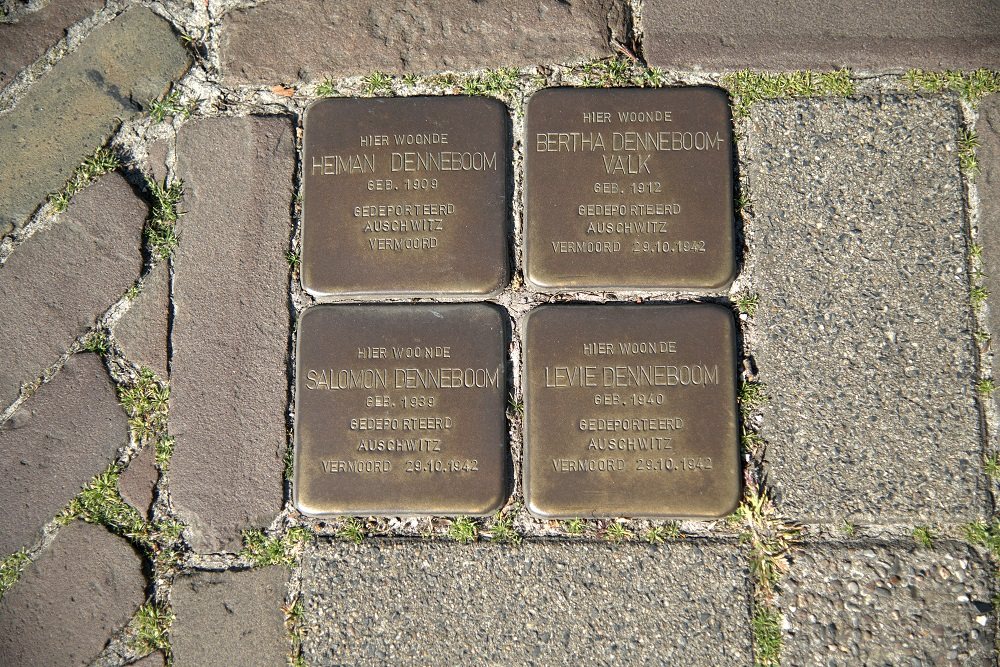 HIER WOONDE
HEIMAN DENNEBOOM
GEB. 1909
GEDEPORTEERD
AUSCHWITZ
VERMOORD
HIER WOONDE
BERTHA DENNEBOOM-
VALK
GEB. 1912
GEDEPORTEERD
AUSCHWITZ
VERMOORD 29.10.1942
HIER WOONDE
SALOMON DENNEBOOM
GEB. 1939
GEDEPORTEERD
AUSCHWITZ
VERMOORD 29.10.1942
HIER WOONDE
LEVIE DENNEBOOM
GEB. 1940
GEDEPORTEERD
AUSCHWITZ
VERMOORD 29.10.1942